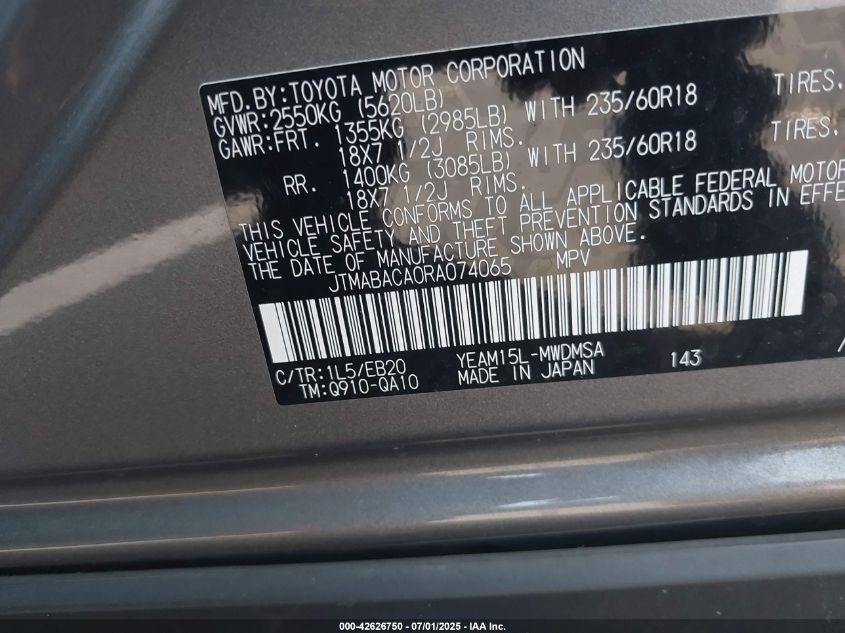 MFD.BY:TOYOTA MOTOR CORPORATION
GVWR:2550KG (5620LB)
GAWR:FRT. 1355KG (2985LB) WITH 235/60R18 TIRES.
18X7 1/2J RIMS.
RR. 1400KG (3085LB) WITH 235/60R18 TIRES.
18X7 1/2J RIMS.
THIS VEHICLE CONFORMS TO ALL APPLICABLE FEDERAL MOTOR
VEHICLE SAFETY AND THEFT PREVENTION STANDARDS IN EFFE
THE DATE OF MANUFACTURE SHOWN ABOVE.
JTMABACA0RA074065 MPV
C/TR:1L5/EB20 YEAM15L-MWDMSA 143
TM:Q910-QA10 MADE IN JAPAN
000-42626750 - 07/01/2025 - IAA Inc.